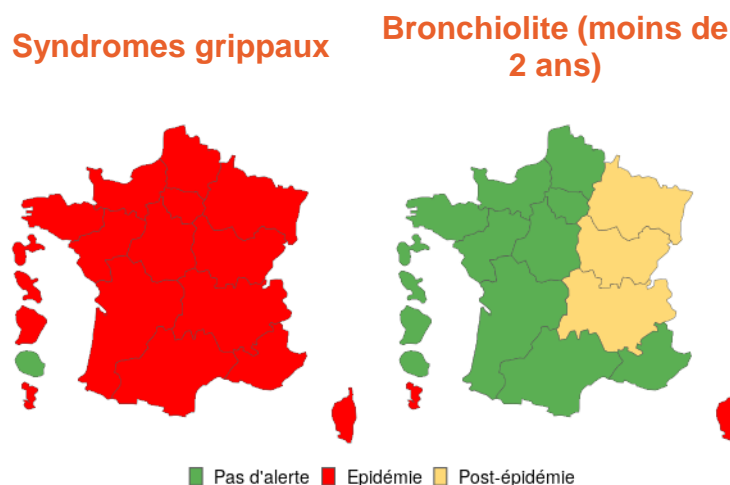 Syndromes grippaux
Bronchiolite (moins de
2 ans)
Pas d'alerte Epidémie Post-épidémie